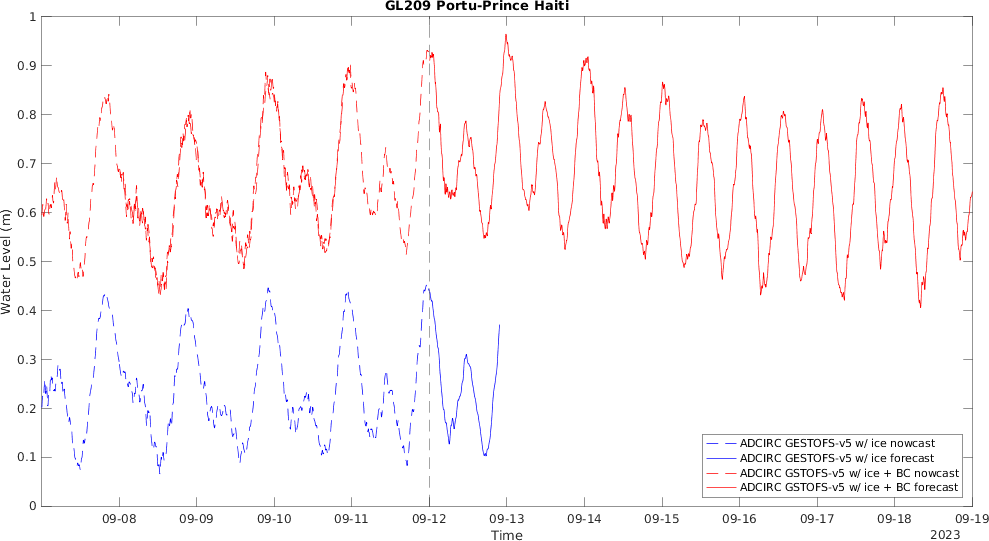 GL209 Portu-Prince Haiti
1
0.9
0.8
0.7
0.6
0.5
0.4
0.3
0.2
0.1
0
Water Level (m)
ADCIRC GESTOFS-v5 w/ ice nowcast
ADCIRC GESTOFS-v5 w/ ice forecast
ADCIRC GSTOFS-v5 w/ ice + BC nowcast
ADCIRC GSTOFS-v5 w/ ice + BC forecast
09-08 09-09 09-10 09-11 09-12 09-13 09-14 09-15 09-16 09-17 09-18 09-19
Time
2023